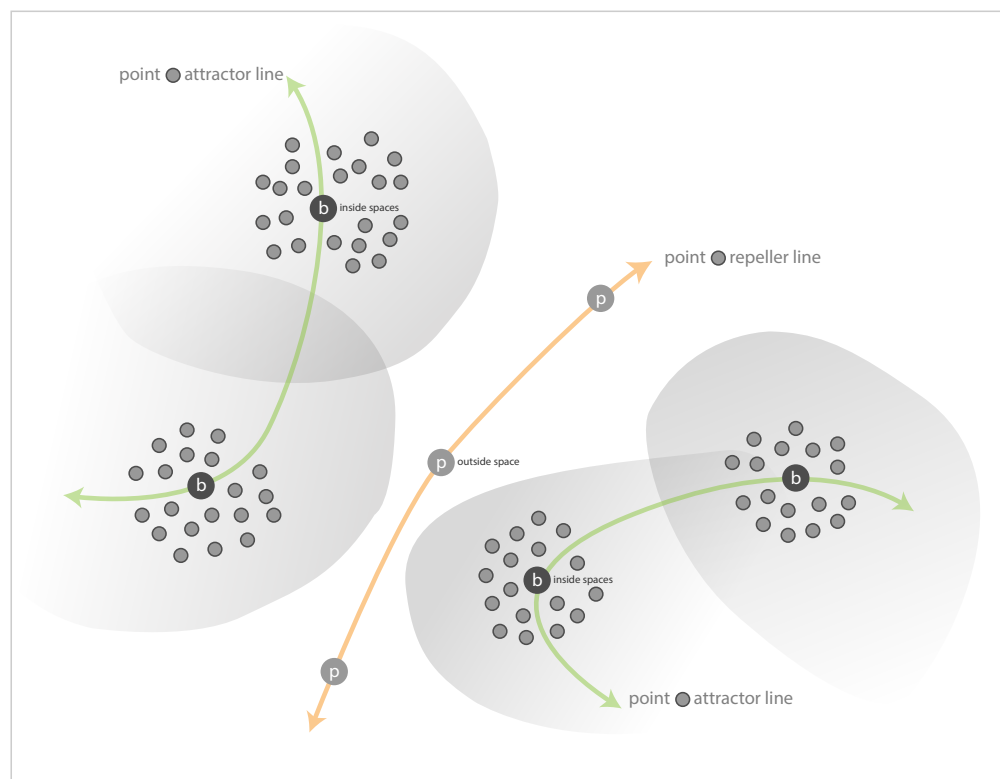 point attractor line
b inside spaces
point repeller line
p
b
p outside space
b
b inside spaces
p
point attractor line